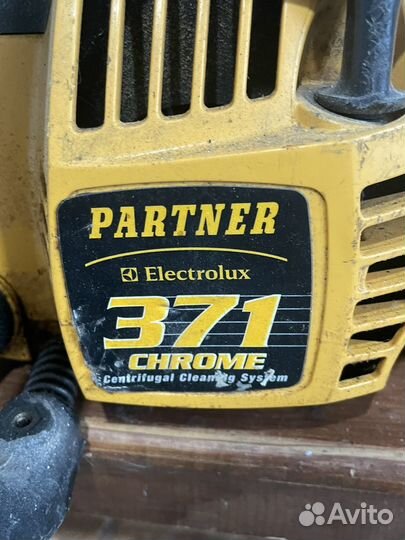 PARTNER
Electrolux
371
CHROME
Centrifugal Cleaning System
Avito